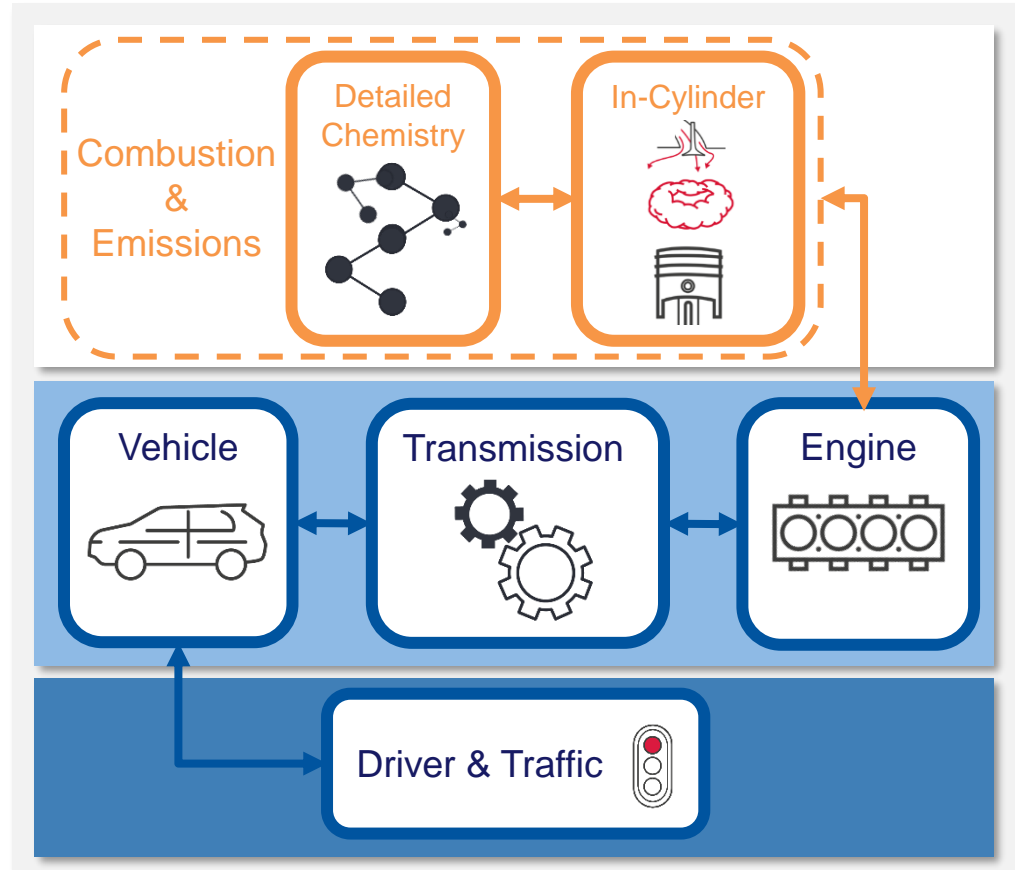 Combustion
&
Emissions
Detailed
Chemistry
In-Cylinder
Vehicle
Transmission
Engine
Driver & Traffic